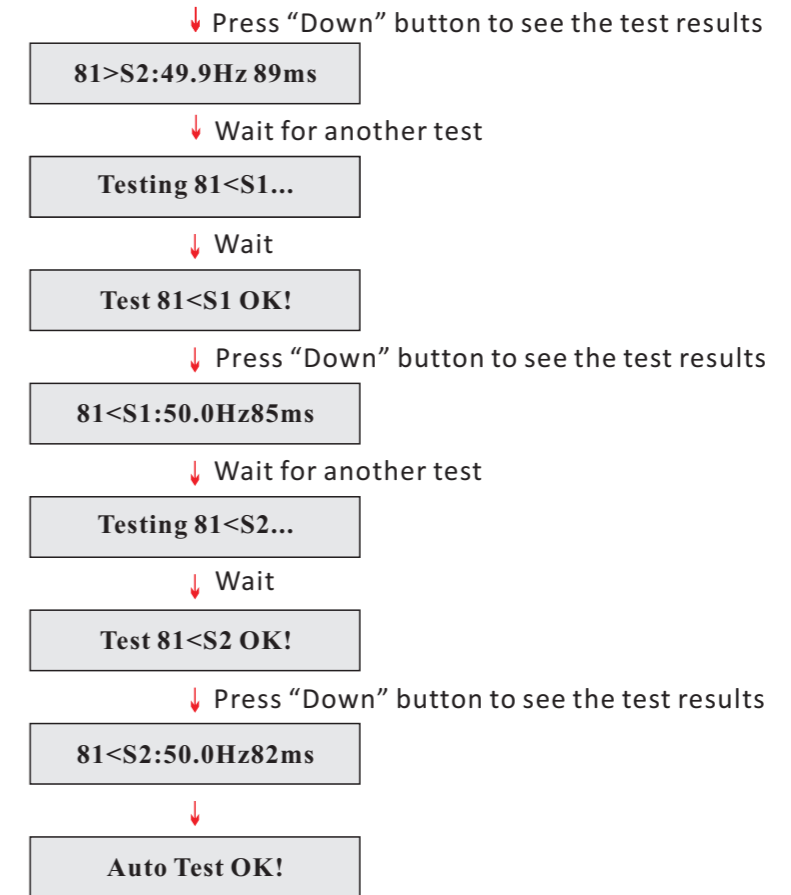 Press “Down” button to see the test results
81>S2:49.9Hz 89ms
Wait for another test
Testing 81<S1...
Wait
Test 81<S1 OK!
Press “Down” button to see the test results
81<S1:50.0Hz85ms
Wait for another test
Testing 81<S2...
Wait
Test 81<S2 OK!
Press “Down” button to see the test results
81<S2:50.0Hz82ms
Auto Test OK!